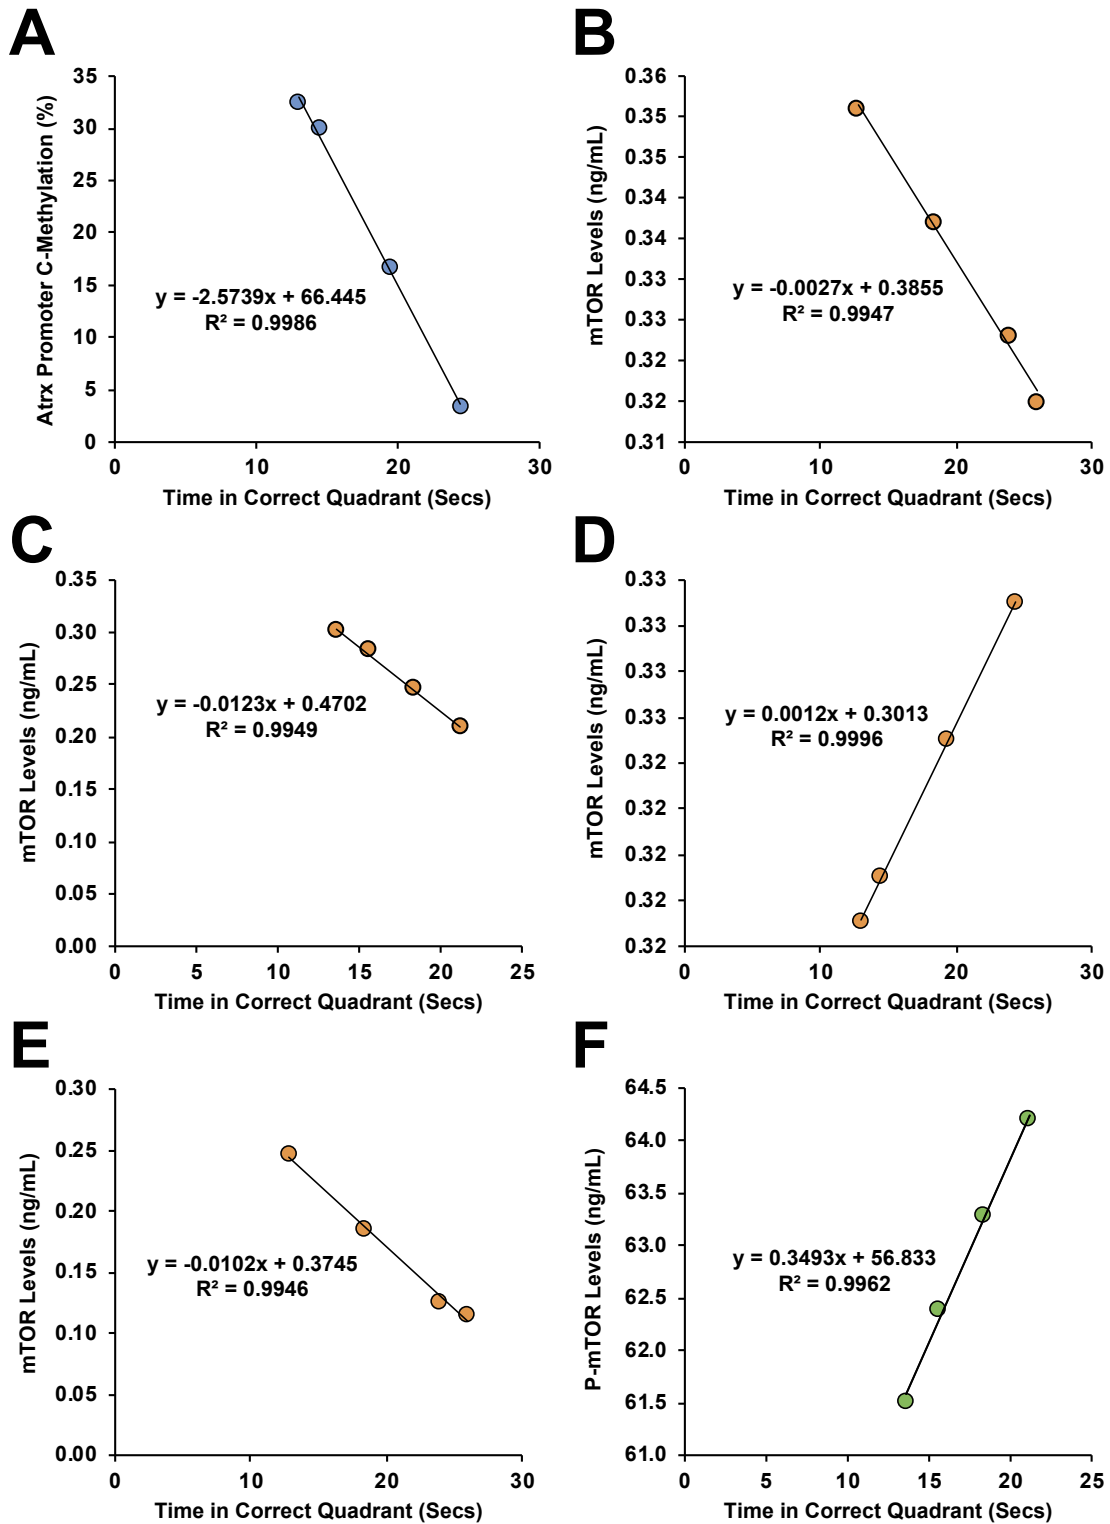 A
Atrx Promoter C-Methylation (%)
35
30
25
20
15
10
5
0
y = -2.5739x + 66.445
R² = 0.9986
0 10 20 30
Time in Correct Quadrant (Secs)
B
mTOR Levels (ng/mL)
0.36
0.35
0.35
0.34
0.34
0.33
0.33
0.32
0.32
0.31
y = -0.0027x + 0.3855
R² = 0.9947
0 10 20 30
Time in Correct Quadrant (Secs)
C
mTOR Levels (ng/mL)
0.35
0.30
0.25
0.20
0.15
0.10
0.05
0.00
y = -0.0123x + 0.4702
R² = 0.9949
0 5 10 15 20 25
Time in Correct Quadrant (Secs)
D
mTOR Levels (ng/mL)
0.33
0.33
0.33
0.33
0.32
0.32
0.32
0.32
0.32
y = 0.0012x + 0.3013
R² = 0.9996
0 10 20 30
Time in Correct Quadrant (Secs)
E
mTOR Levels (ng/mL)
0.30
0.25
0.20
0.15
0.10
0.05
0.00
y = -0.0102x + 0.3745
R² = 0.9946
0 10 20 30
Time in Correct Quadrant (Secs)
F
P-mTOR Levels (ng/mL)
64.5
64.0
63.5
63.0
62.5
62.0
61.5
61.0
y = 0.3493x + 56.833
R² = 0.9962
0 5 10 15 20 25
Time in Correct Quadrant (Secs)